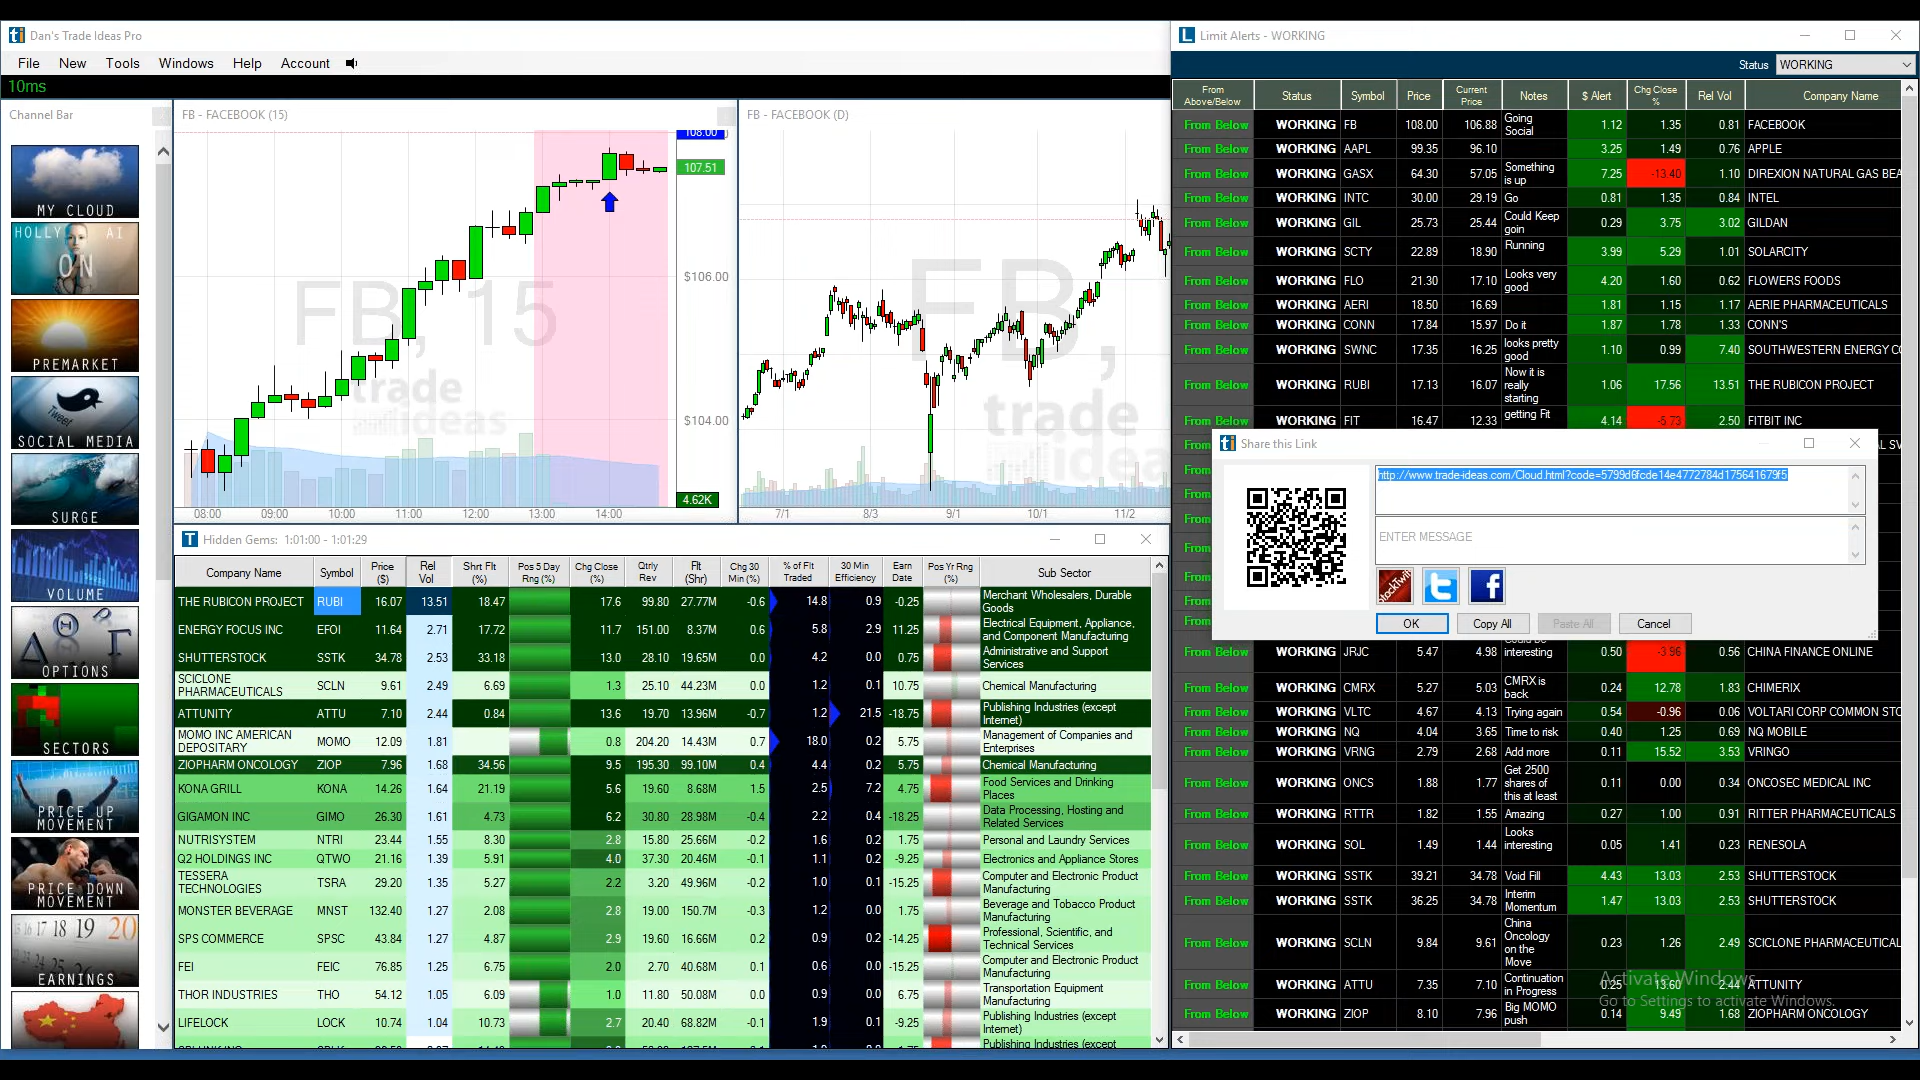 Dan's Trade Ideas Pro
File New Tools Windows Help Account
10ms
Channel Bar
MY CLOUD
HOLLY AI
ON
PREMARKET
Tweet
SOCIAL MEDIA
SURGE
VOLUME
OPTIONS
SECTORS
PRICE UP
MOVEMENT
PRICE DOWN
MOVEMENT
16 17 18 19 20
EARNINGS
FB - FACEBOOK (15)
FB, 15
trade
ideas
108.00
107.51
$106.00
$104.00
4.62K
08:00 09:00 10:00 11:00 12:00 13:00 14:00
FB - FACEBOOK (D)
FB,
trade
idea
7/1 8/3 9/1 10/1 11/2
Hidden Gems: 1:01:00 - 1:01:29
Company Name Symbol Price ($) Rel Vol Shrt Flt (%) Pos 5 Day Rng (%) Chg Close (%) Qtrly Rev Flt (Shr) Chg 30 Min (%) % of Flt Traded 30 Min Efficiency Earn Date Pos Yr Rng (%) Sub Sector
THE RUBICON PROJECT RUBI 16.07 13.51 18.47 17.6 99.80 27.77M -0.6 14.8 0.9 -0.25 Merchant Wholesalers, Durable Goods
ENERGY FOCUS INC EFOI 11.64 2.71 17.72 11.7 151.00 8.37M 0.6 5.8 2.9 11.25 Electrical Equipment, Appliance, and Component Manufacturing
SHUTTERSTOCK SSTK 34.78 2.53 33.18 13.0 28.10 19.65M 0.0 4.2 0.0 0.75 Administrative and Support Services
SCICLONE PHARMACEUTICALS SCLN 9.61 2.49 6.69 1.3 25.10 44.23M 0.0 1.2 0.1 10.75 Chemical Manufacturing
ATTUNITY ATTU 7.10 2.44 0.84 13.6 19.70 13.96M -0.7 1.2 21.5 -18.75 Publishing Industries (except Internet)
MOMO INC AMERICAN DEPOSITARY MOMO 12.09 1.81 0.8 204.20 14.43M 0.7 18.0 0.2 5.75 Management of Companies and Enterprises
ZIOPHARM ONCOLOGY ZIOP 7.96 1.68 34.56 9.5 195.30 99.10M 0.4 4.4 0.2 5.75 Chemical Manufacturing
KONA GRILL KONA 14.26 1.64 21.19 5.6 19.60 8.68M 1.5 2.5 7.2 4.75 Food Services and Drinking Places
GIGAMON INC GIMO 26.30 1.61 4.73 6.2 30.80 28.98M -0.4 2.2 0.4 -18.25 Data Processing, Hosting and Related Services
NUTRISYSTEM NTRI 23.44 1.55 8.30 2.8 15.80 25.66M -0.2 1.6 0.2 1.75 Personal and Laundry Services
Q2 HOLDINGS INC QTWO 21.16 1.39 5.91 4.0 37.30 20.46M -0.1 1.1 0.2 -9.25 Electronics and Appliance Stores
TESSERA TECHNOLOGIES TSRA 29.20 1.35 5.27 2.2 3.20 49.96M -0.2 1.0 0.1 -15.25 Computer and Electronic Product Manufacturing
MONSTER BEVERAGE MNST 132.40 1.27 2.08 2.8 19.00 150.7M -0.3 1.2 0.0 1.75 Beverage and Tobacco Product Manufacturing
SPS COMMERCE SPSC 43.84 1.27 4.87 2.9 19.60 16.66M 0.2 0.9 0.2 -14.25 Professional, Scientific, and Technical Services
FEI FEIC 76.85 1.25 6.75 2.0 2.70 40.68M 0.1 0.6 0.0 -15.25 Computer and Electronic Product Manufacturing
THOR INDUSTRIES THO 54.12 1.05 6.09 1.0 11.80 50.08M 0.0 0.9 0.0 6.75 Transportation Equipment Manufacturing
LIFELOCK LOCK 10.74 1.04 10.73 2.7 20.40 68.82M -0.1 1.9 0.1 -9.25 Publishing Industries (except Internet)
Publishing Industries (except
Limit Alerts - WORKING
Status WORKING
From Above/Below Status Symbol Price Current Price Notes $ Alert Chg Close % Rel Vol Company Name
From Below WORKING FB 108.00 106.88 Going Social 1.12 1.35 0.81 FACEBOOK
From Below WORKING AAPL 99.35 96.10 3.25 1.49 0.76 APPLE
From Below WORKING GASX 64.30 57.05 Something is up 7.25 -13.40 1.10 DIREXION NATURAL GAS BEA
From Below WORKING INTC 30.00 29.19 Go 0.81 1.35 0.84 INTEL
From Below WORKING GIL 25.73 25.44 Could Keep goin 0.29 3.75 3.02 GILDAN
From Below WORKING SCTY 22.89 18.90 Running 3.99 5.29 1.01 SOLARCITY
From Below WORKING FLO 21.30 17.10 Looks very good 4.20 1.60 0.62 FLOWERS FOODS
From Below WORKING AERI 18.50 16.69 1.81 1.15 1.17 AERIE PHARMACEUTICALS
From Below WORKING CONN 17.84 15.97 Do it 1.87 1.78 1.33 CONN'S
From Below WORKING SWNC 17.35 16.25 looks pretty good 1.10 0.99 7.40 SOUTHWESTERN ENERGY CO
From Below WORKING RUBI 17.13 16.07 Now it is really starting 1.06 17.56 13.51 THE RUBICON PROJECT
From Below WORKING FIT 16.47 12.33 getting Fit 4.14 -5.73 2.50 FITBIT INC
Share this Link
http://www.trade-ideas.com/Cloud.html?code=5799d6fcde14e4772784d175641679f5
ENTER MESSAGE
StockTwits
OK Copy All Paste All Cancel
From Below WORKING JRJC 5.47 4.98 interesting 0.50 -3.96 0.56 CHINA FINANCE ONLINE
From Below WORKING CMRX 5.27 5.03 CMRX is back 0.24 12.78 1.83 CHIMERIX
From Below WORKING VLTC 4.67 4.13 Trying again 0.54 -0.96 0.06 VOLTARI CORP COMMON STO
From Below WORKING NQ 4.04 3.65 Time to risk 0.40 1.25 0.69 NQ MOBILE
From Below WORKING VRNG 2.79 2.68 Add more 0.11 15.52 3.53 VRINGO
From Below WORKING ONCS 1.88 1.77 Get 2500 shares of this at least 0.11 0.00 0.34 ONCOSEC MEDICAL INC
From Below WORKING RTTR 1.82 1.55 Amazing 0.27 1.00 0.91 RITTER PHARMACEUTICALS
From Below WORKING SOL 1.49 1.44 Looks interesting 0.05 1.41 0.23 RENESOLA
From Below WORKING SSTK 39.21 34.78 Void Fill 4.43 13.03 2.53 SHUTTERSTOCK
From Below WORKING SSTK 36.25 34.78 Interim Momentum 1.47 13.03 2.53 SHUTTERSTOCK
From Below WORKING SCLN 9.84 9.61 China Oncology on the Move 0.23 1.26 2.49 SCICLONE PHARMACEUTICAL
From Below WORKING ATTU 7.35 7.10 Continuation in Progress 0.25 13.60 2.44 ATTUNITY
From Below WORKING ZIOP 8.10 7.96 Big MOMO push 0.14 9.49 1.68 ZIOPHARM ONCOLOGY
Activate Windows
Go to Settings to activate Windows.